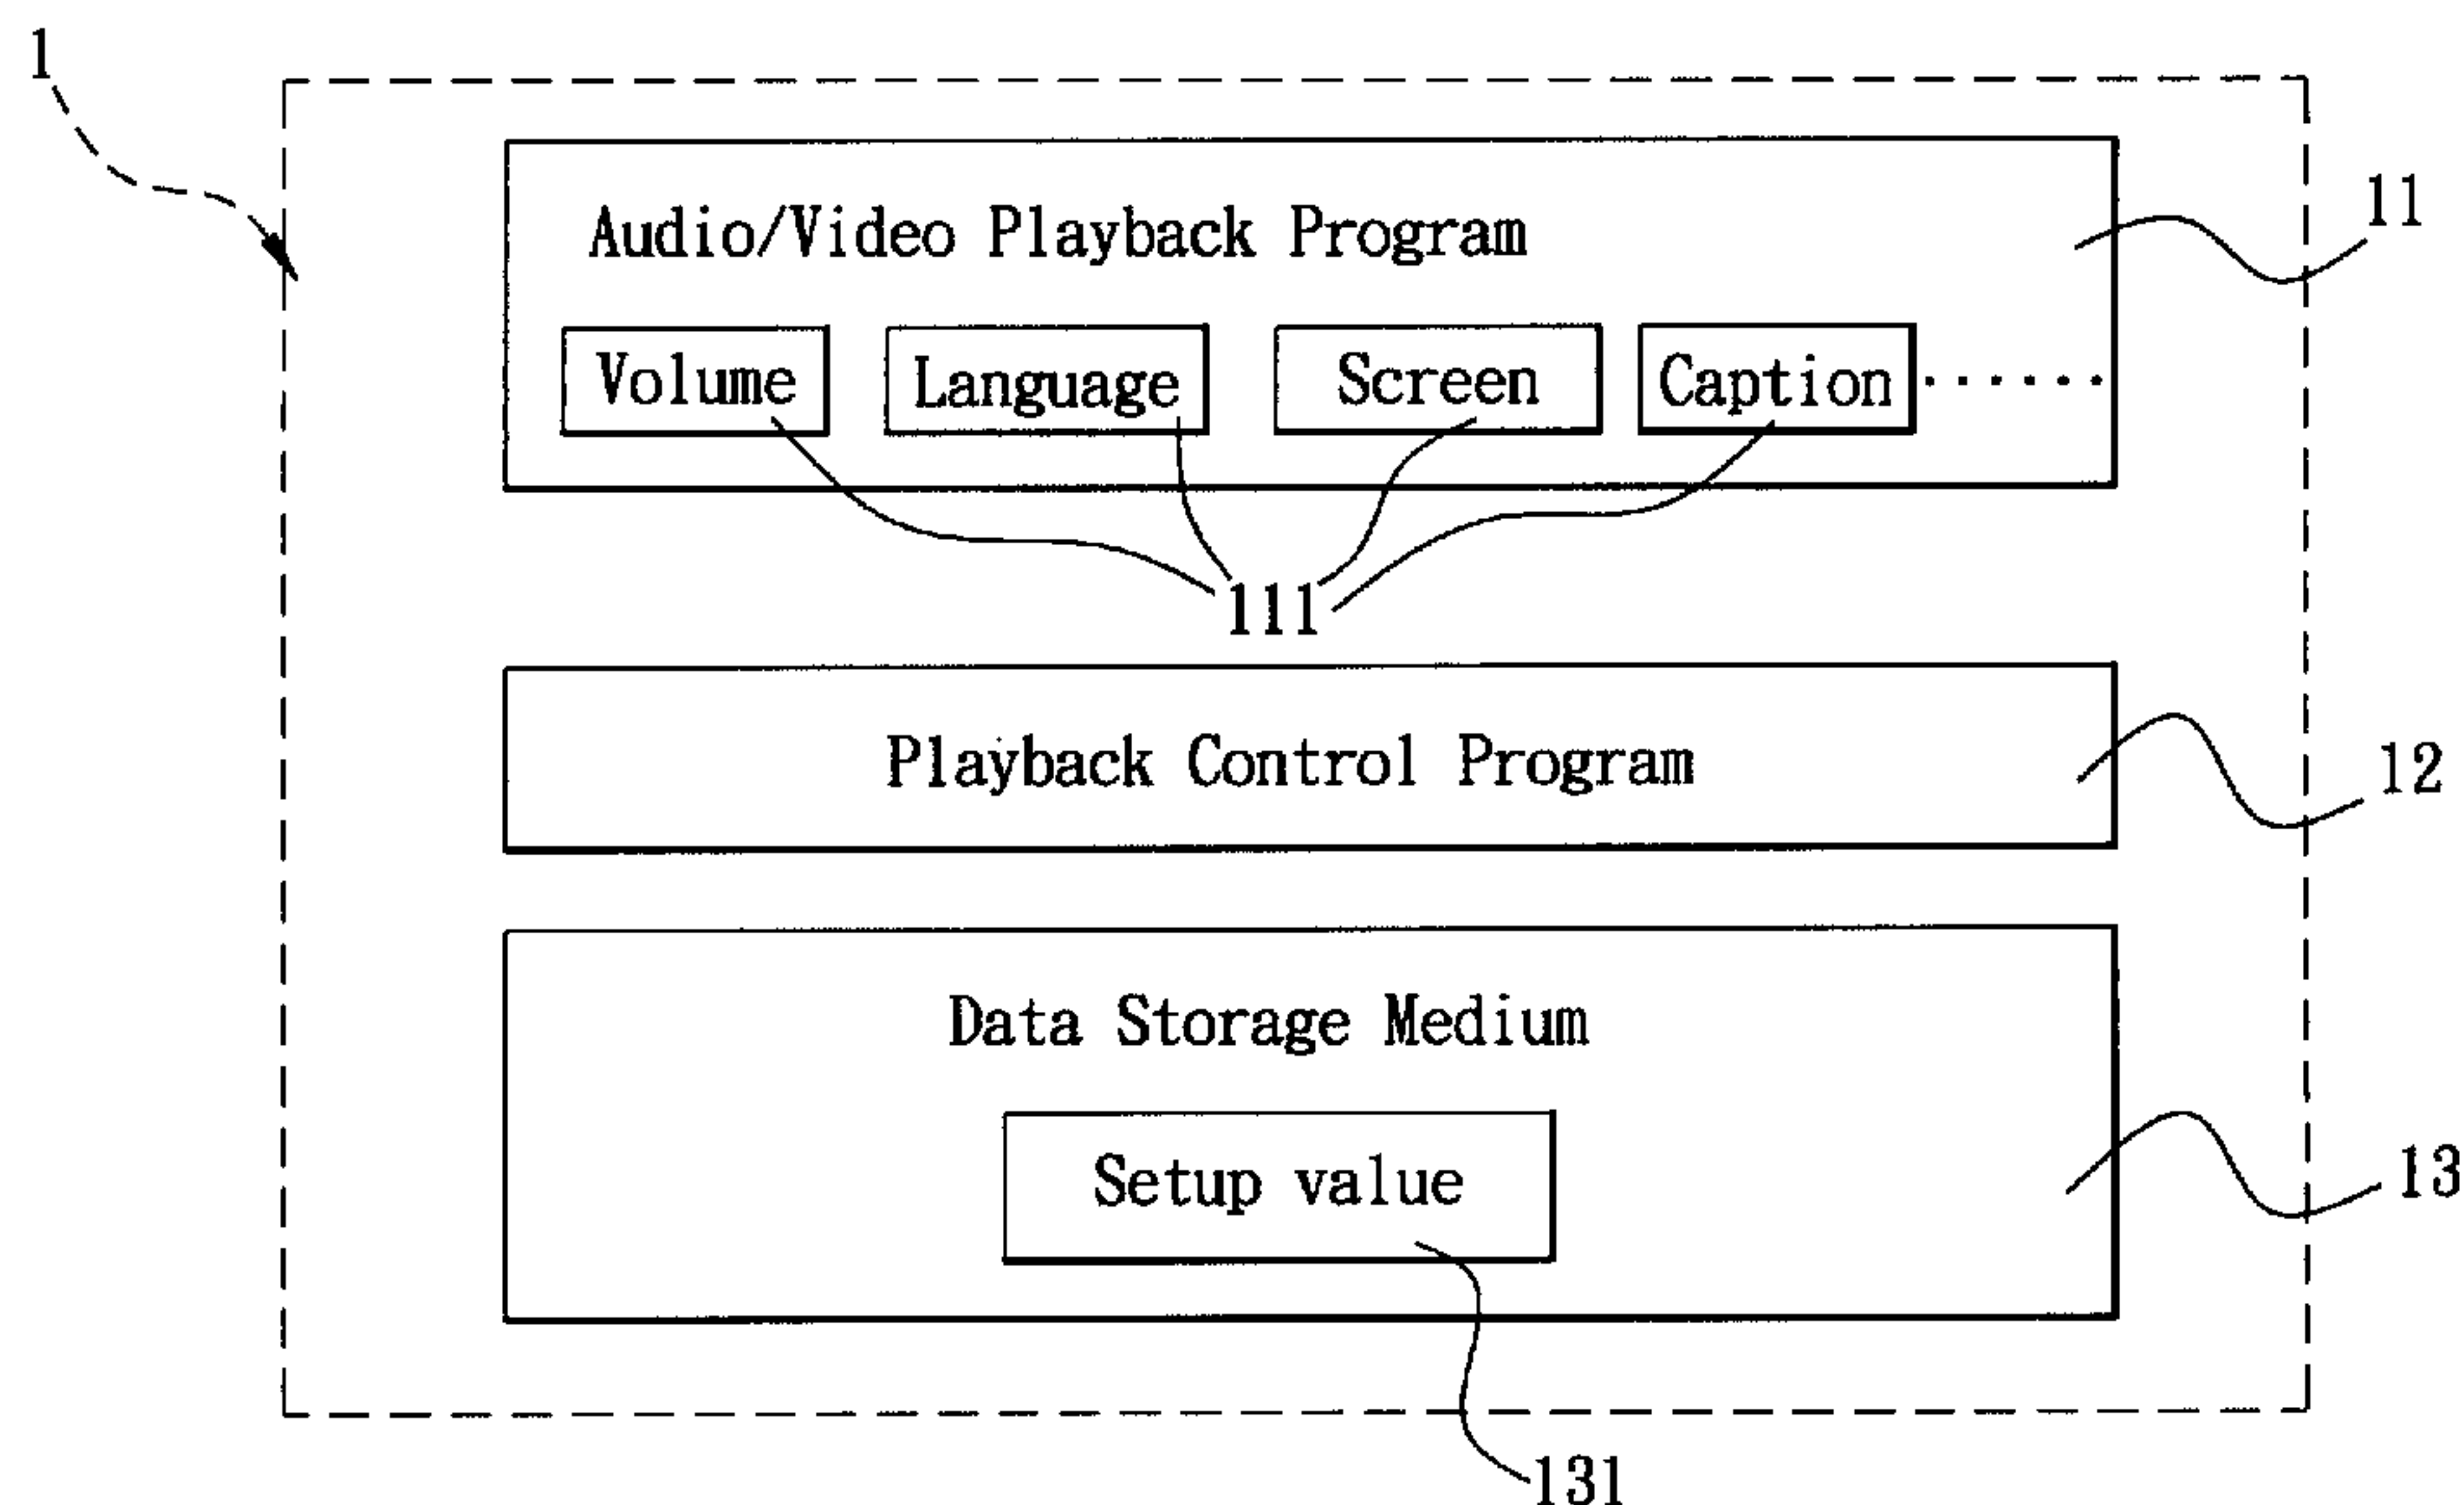 1
Audio/Video Playback Program
11
Volume Language Screen Caption ......
111
Playback Control Program
12
Data Storage Medium
Setup value
13
131